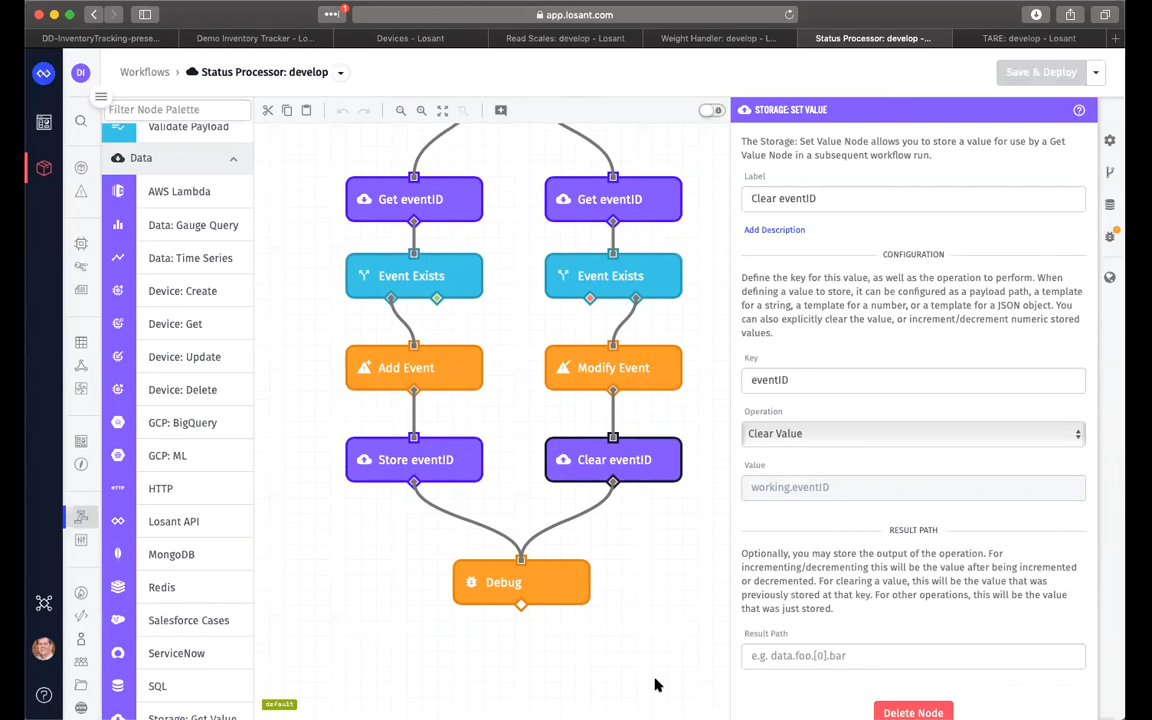 1
app.losant.com
DD-InventoryTracking-prese...
Demo Inventory Tracker - Lo...
Devices - Losant
Read Scales: develop - Losant
Weight Handler: develop - L...
Status Processor: develop -...
TARE: develop - Losant
DI
Workflows
Status Processor: develop
Save & Deploy
Filter Node Palette
Validate Payload
Data
AWS Lambda
Data: Gauge Query
Data: Time Series
Device: Create
Device: Get
Device: Update
Device: Delete
GCP: BigQuery
GCP: ML
HTTP
HTTP
Losant API
MongoDB
Redis
Salesforce Cases
ServiceNow
SQL
Storage: Get Value
Get eventID
Get eventID
Event Exists
Event Exists
Add Event
Modify Event
Store eventID
Clear eventID
Debug
default
STORAGE SET VALUE
The Storage: Set Value Node allows you to store a value for use by a Get
Value Node in a subsequent workflow run.
Label
Clear eventID
Add Description
CONFIGURATION
Define the key for this value, as well as the operation to perform. When
defining a value to store, it can be configured as a payload path, a template
for a string, a template for a number, or a template for a JSON object. You
can also explicitly clear the value, or increment/decrement numeric stored
values.
Key
eventID
Operation
Clear Value
Value
working.eventID
RESULT PATH
Optionally, you may store the output of the operation. For
incrementing/decrementing this will be the value after being incremented
or decremented. For clearing a value, this will be the value that was
previously stored at that key. For other operations, this will be the value
that was just stored.
Result Path
e.g. data.foo.[0].bar
Delete Node